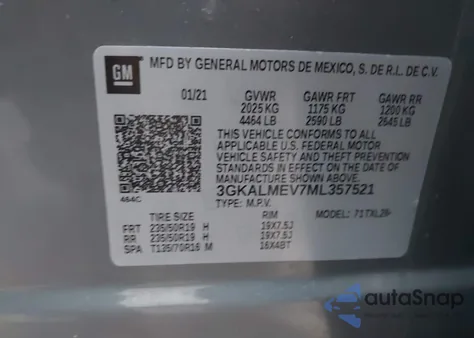 GM
MFD BY GENERAL MOTORS DE MEXICO, S. DE R.L. DE C.V.
01/21 GVWR GAWR FRT GAWR RR
2025 KG 1175 KG 1200 KG
4464 LB 2590 LB 2645 LB
THIS VEHICLE CONFORMS TO ALL
APPLICABLE U.S. FEDERAL MOTOR
VEHICLE SAFETY AND THEFT PREVENTION
STANDARDS IN EFFECT ON THE DATE OF
MANUFACTURE SHOWN ABOVE.
3GKALMEV7ML357521
464C
TYPE: M.P.V. MODEL: 71TXL26-
TIRE SIZE RIM
FRT 235/50R19 H 19X7.5J
RR 235/50R19 H 19X7.5J
SPA T135/70R16 M 16X4BT
autoSnap